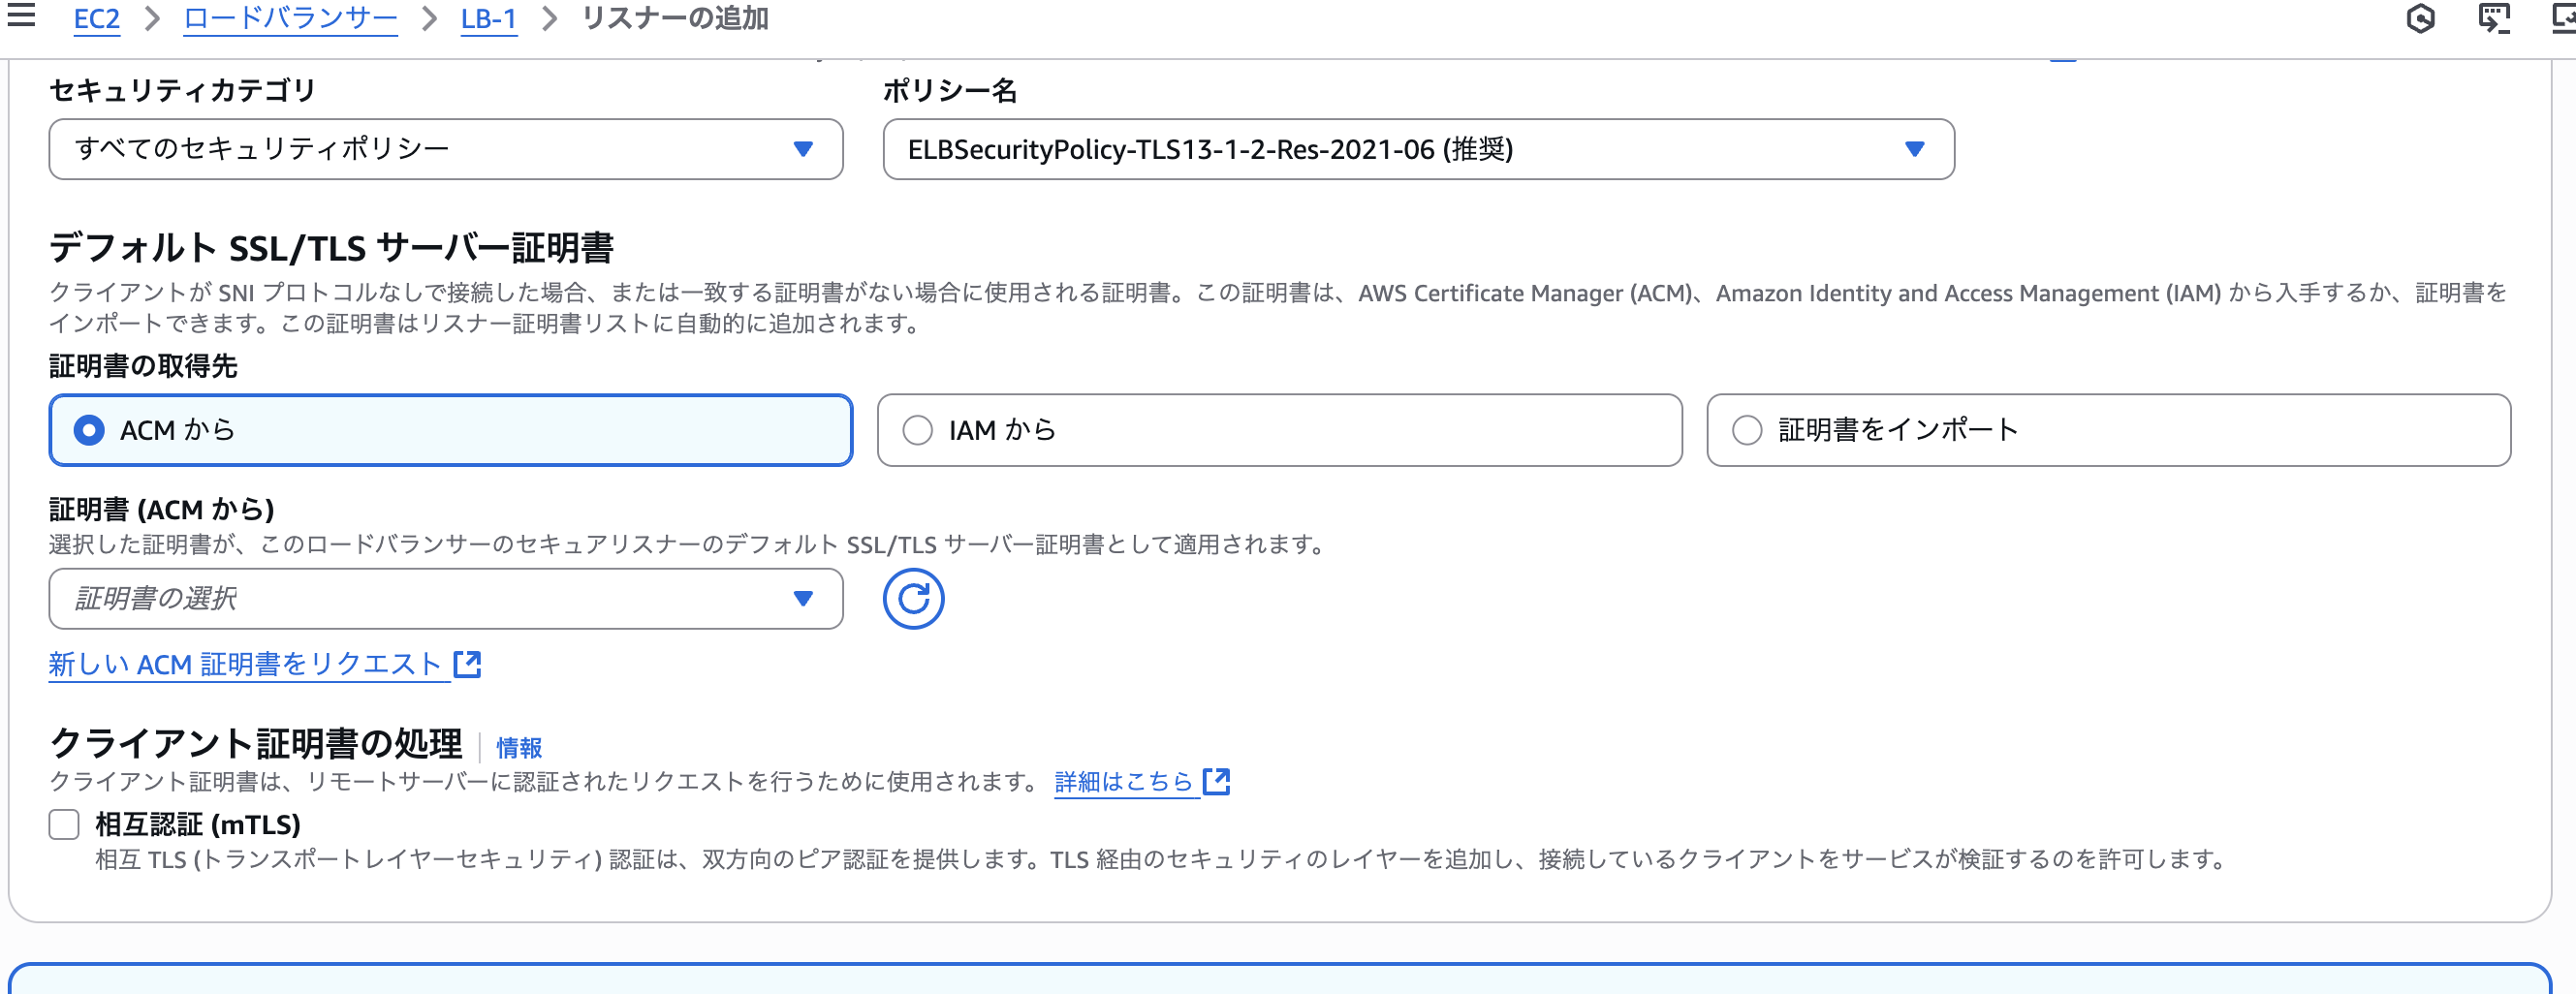 EC2 > ロードバランサー > LB-1 > リスナーの追加
セキュリティカテゴリ
ポリシー名
すべてのセキュリティポリシー
ELBSecurityPolicy-TLS13-1-2-Res-2021-06 (推奨)
デフォルト SSL/TLS サーバー証明書
クライアントが SNI プロトコルなしで接続した場合、または一致する証明書がない場合に使用される証明書。この証明書は、AWS Certificate Manager (ACM)、Amazon Identity and Access Management (IAM) から入手するか、証明書を
インポートできます。この証明書はリスナー証明書リストに自動的に追加されます。
証明書の取得先
ACM から
IAM から
証明書をインポート
証明書 (ACM から)
選択した証明書が、このロードバランサーのセキュアリスナーのデフォルト SSL/TLS サーバー証明書として適用されます。
証明書の選択
新しい ACM 証明書をリクエスト
クライアント証明書の処理 情報
クライアント証明書は、リモートサーバーに認証されたリクエストを行うために使用されます。 詳細はこちら
相互認証 (mTLS)
相互 TLS (トランスポートレイヤーセキュリティ) 認証は、双方向のピア認証を提供します。TLS 経由のセキュリティのレイヤーを追加し、接続しているクライアントをサービスが検証するのを許可します。